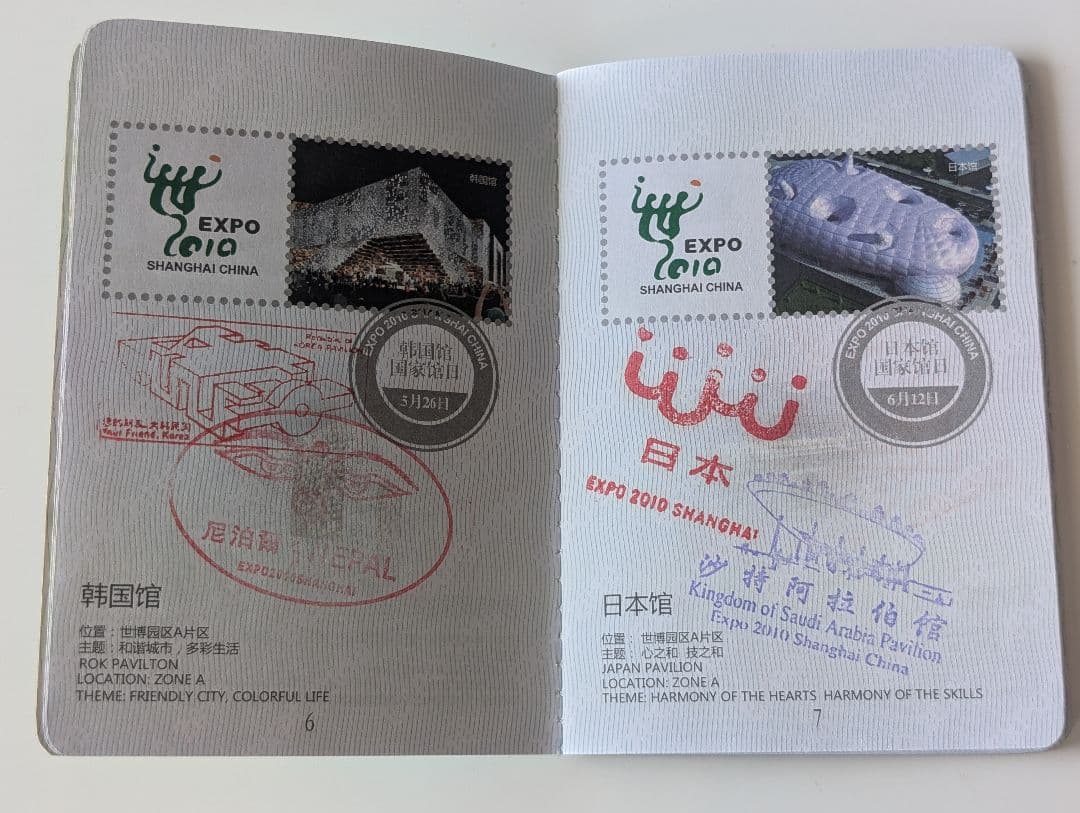 EXPO
2010
SHANGHAI CHINA
韩国馆
EXPO 2010 SHANGHAI CHINA
韩国馆
国家馆日
5月26日
Your Friend, Korea
尼泊爾 NEPAL
EXPO2010SHANGHAI
韩国馆
位置：世博园区A片区
主题：和谐城市，多彩生活
ROK PAVILTON
LOCATION: ZONE A
THEME: FRIENDLY CITY, COLORFUL LIFE
6
EXPO
2010
SHANGHAI CHINA
日本馆
EXPO 2010 SHANGHAI CHINA
日本馆
国家馆日
6月12日
日本
EXPO 2010 SHANGHAI
沙特阿拉伯馆
Kingdom of Saudi Arabia Pavilion
Expo 2010 Shanghai China
日本馆
位置：世博园区A片区
主题：心之和 技之和
JAPAN PAVILION
LOCATION: ZONE A
THEME: HARMONY OF THE HEARTS HARMONY OF THE SKILLS
7